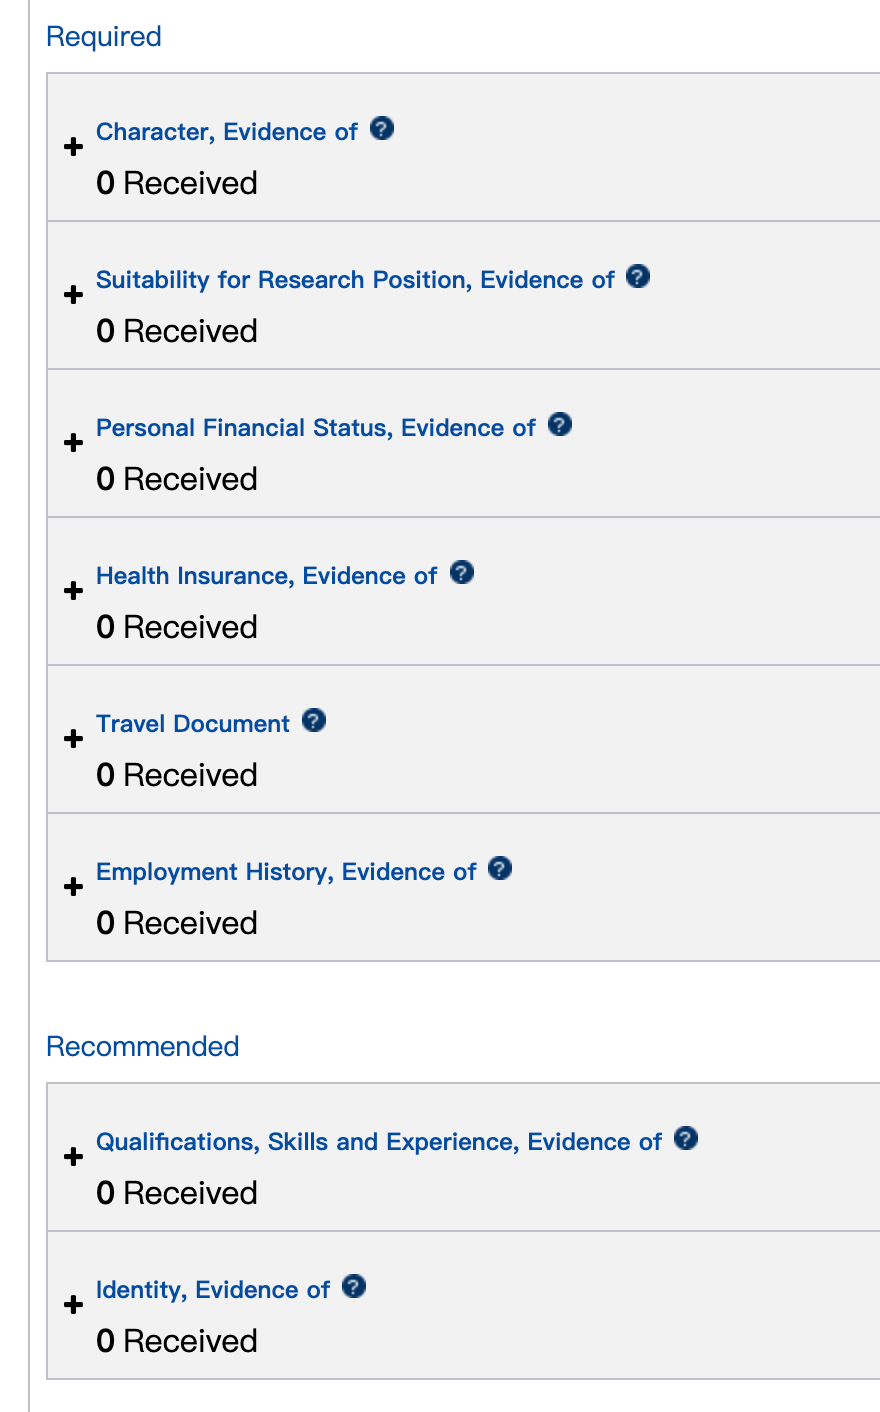 Required
Character, Evidence of
0 Received
Suitability for Research Position, Evidence of
0 Received
Personal Financial Status, Evidence of
0 Received
Health Insurance, Evidence of
0 Received
Travel Document
0 Received
Employment History, Evidence of
0 Received
Recommended
Qualifications, Skills and Experience, Evidence of
0 Received
Identity, Evidence of
0 Received